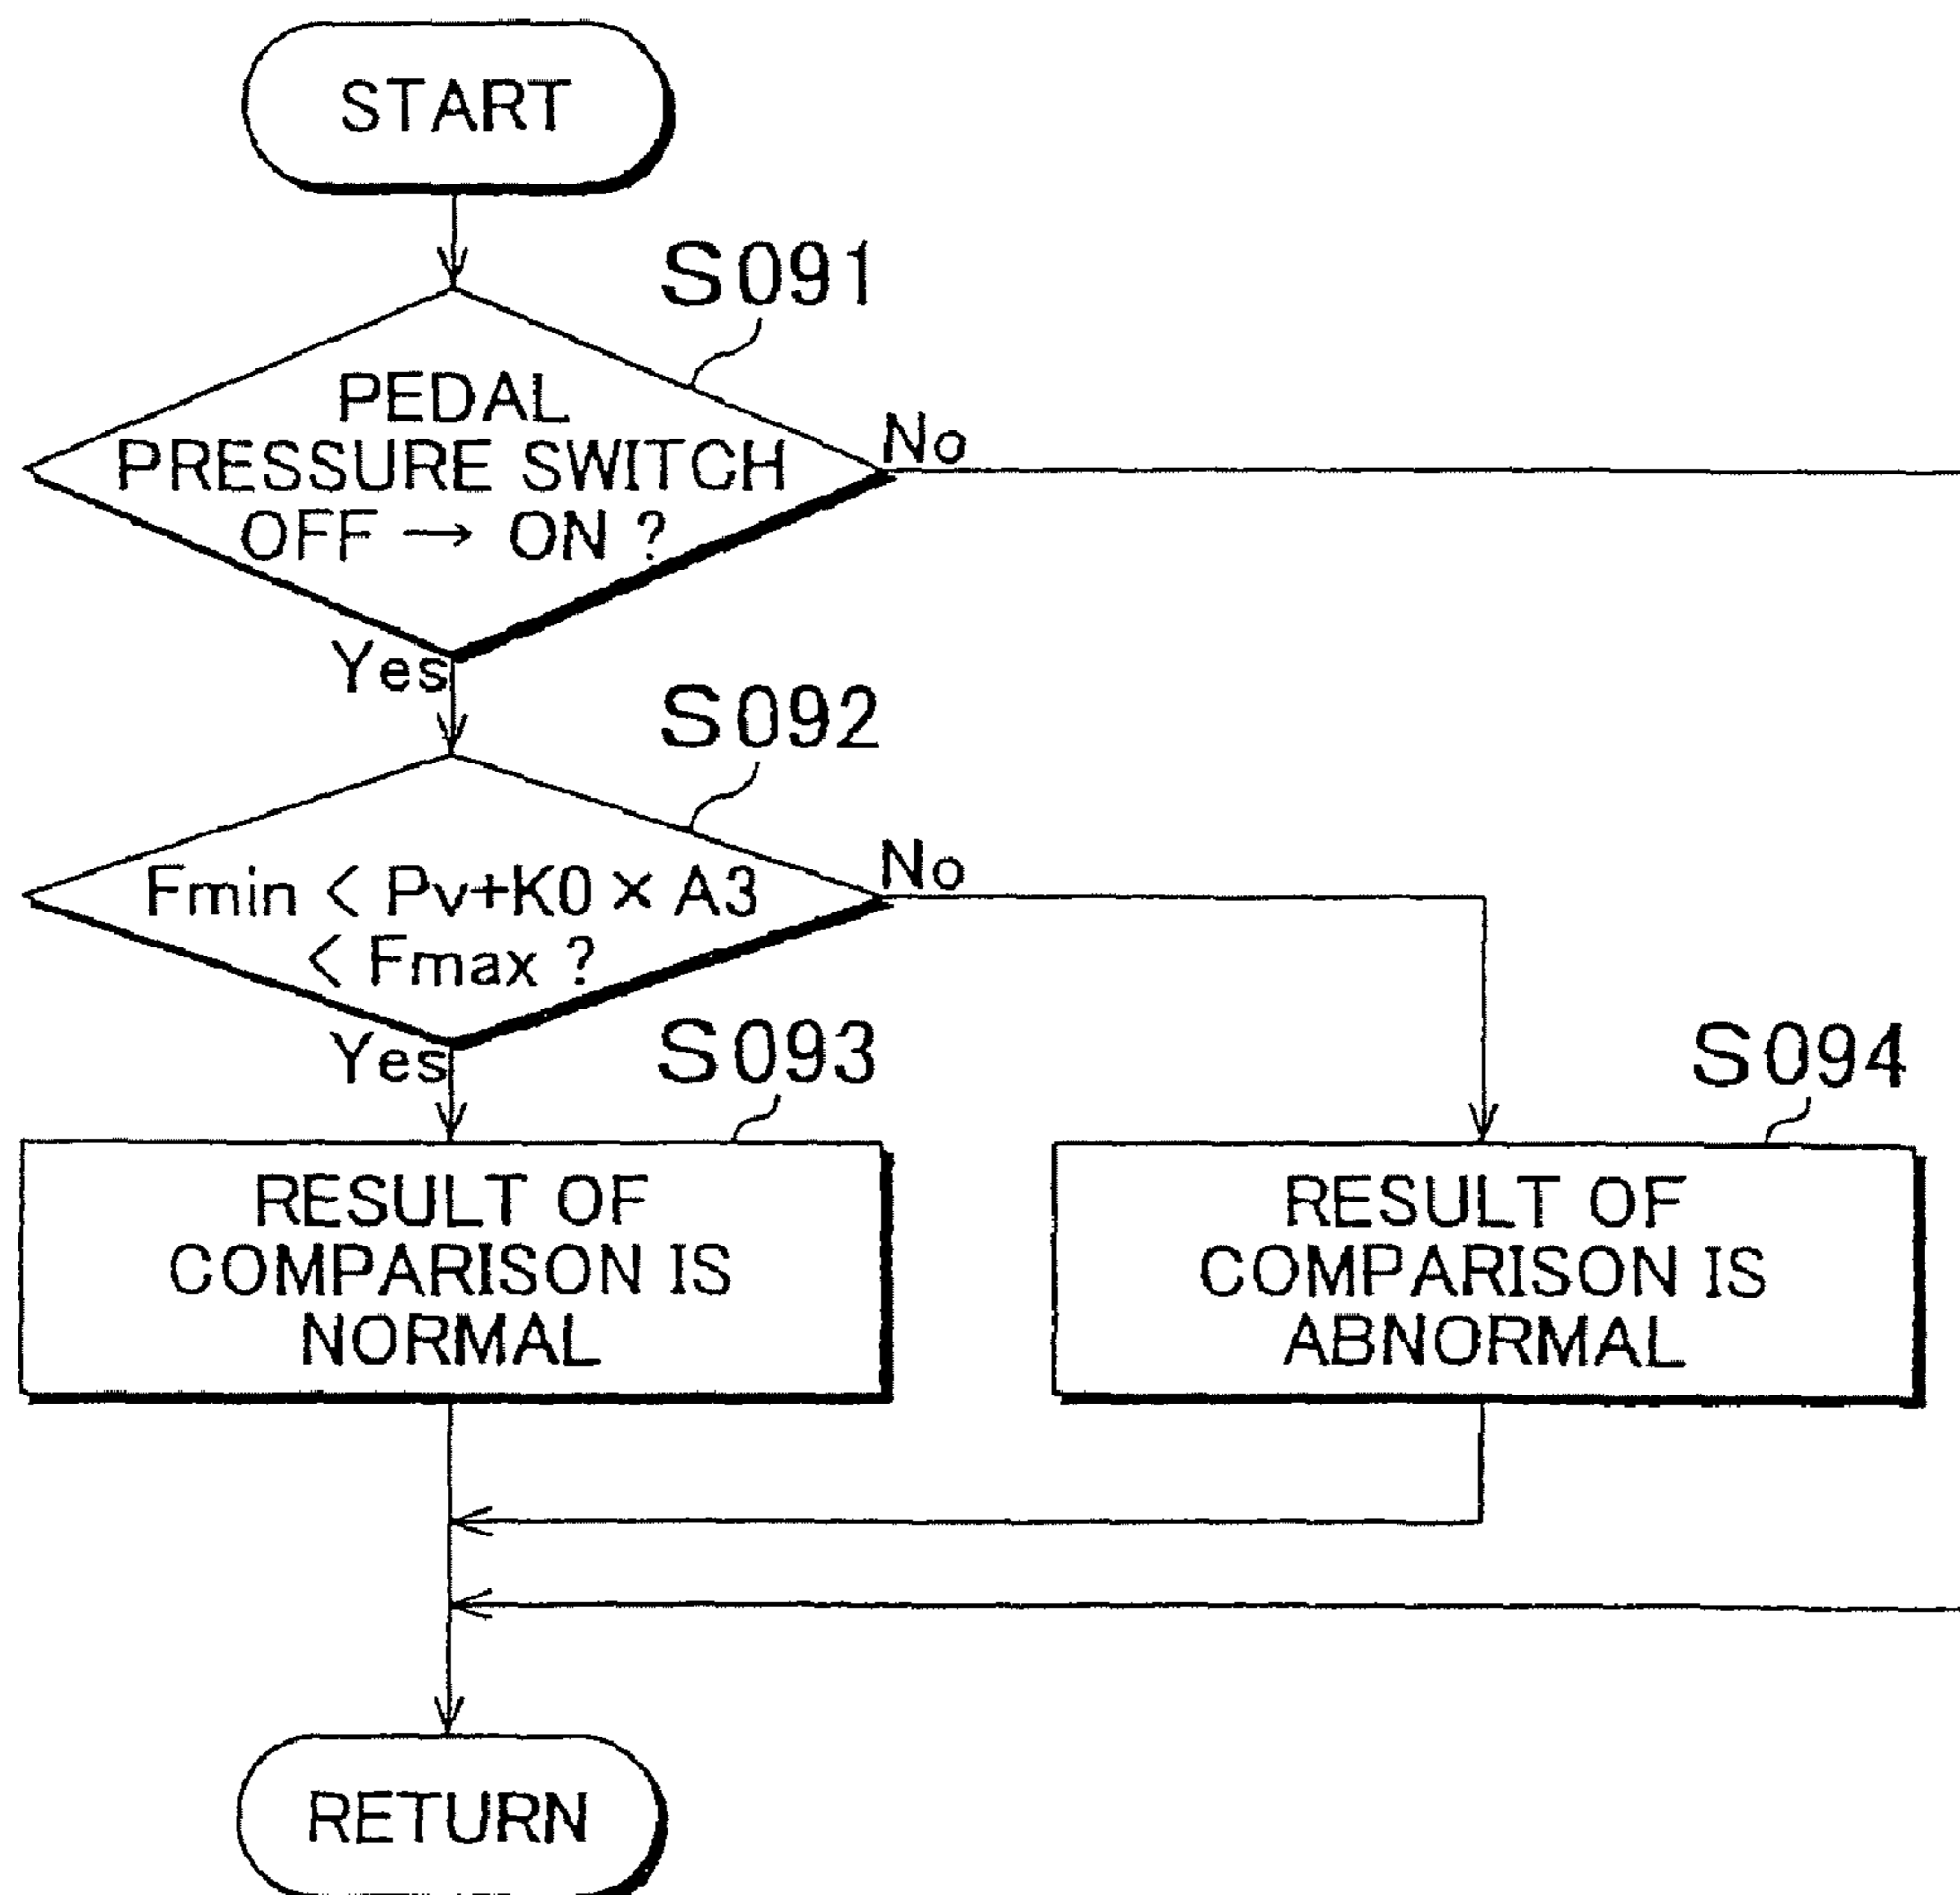 START
S091
PEDAL
PRESSURE SWITCH
OFF → ON ?
No
Yes
S092
Fmin < Pv+K0 × A3
< Fmax ?
No
Yes
S093
S094
RESULT OF
COMPARISON IS
NORMAL
RESULT OF
COMPARISON IS
ABNORMAL
RETURN